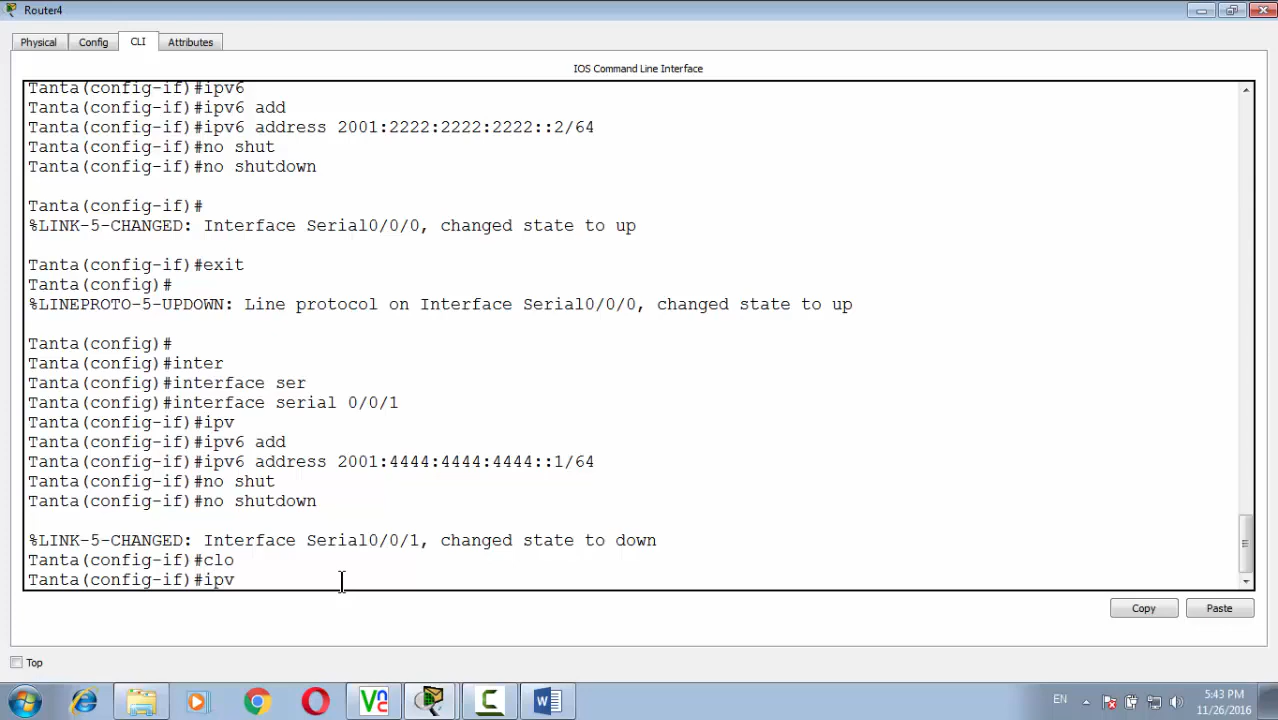 Router4
Physical
Config
CLI
Attributes
IOS Command Line Interface
Tanta(config-if)#ipv6
Tanta(config-if)#ipv6 add
Tanta(config-if)#ipv6 address 2001:2222:2222:2222::2/64
Tanta(config-if)#no shut
Tanta(config-if)#no shutdown
Tanta(config-if)#
%LINK-5-CHANGED: Interface Serial0/0/0, changed state to up
Tanta(config-if)#exit
Tanta(config)#
%LINEPROTO-5-UPDOWN: Line protocol on Interface Serial0/0/0, changed state to up
Tanta(config)#
Tanta(config)#inter
Tanta(config)#interface ser
Tanta(config)#interface serial 0/0/1
Tanta(config-if)#ipv
Tanta(config-if)#ipv6 add
Tanta(config-if)#ipv6 address 2001:4444:4444:4444::1/64
Tanta(config-if)#no shut
Tanta(config-if)#no shutdown
%LINK-5-CHANGED: Interface Serial0/0/1, changed state to down
Tanta(config-if)#clo
Tanta(config-if)#ipv
Copy
Paste
Top
EN
5:43 PM
11/26/2016